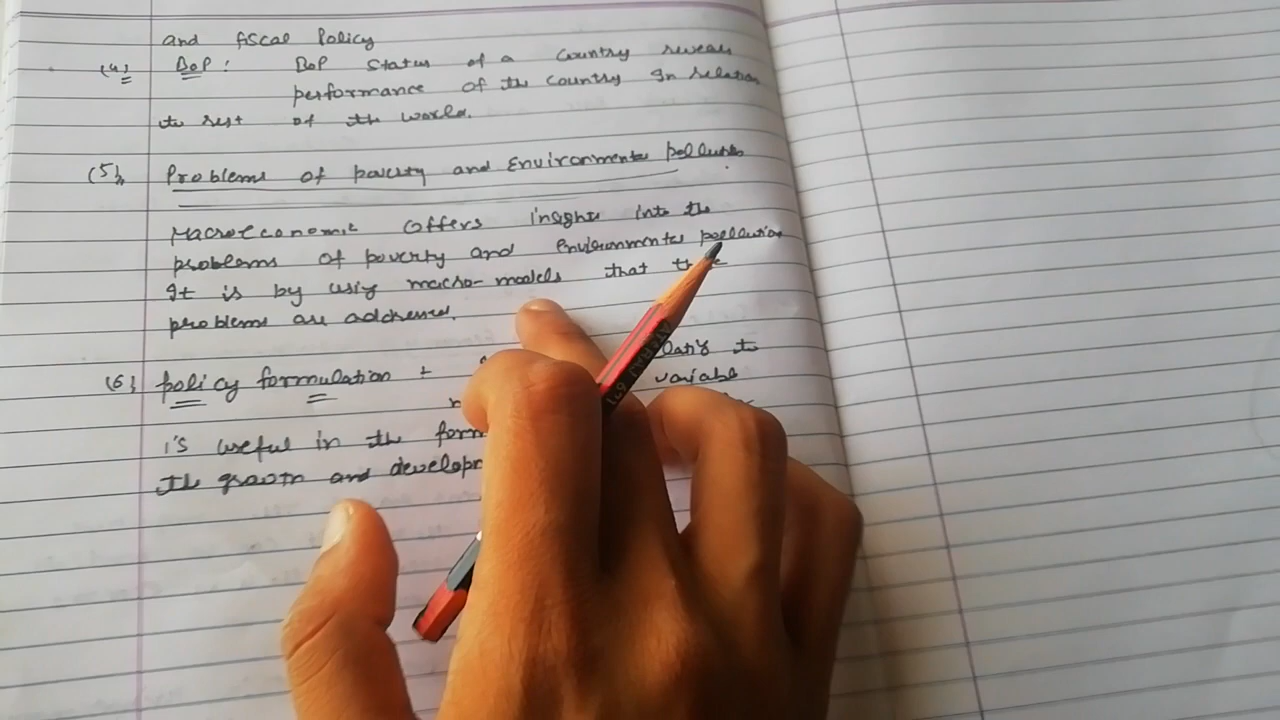 and fiscal Policy
(4) BoP: BoP Status of a Country reveals
performance of the Country In relation
to rest of the world.
(5) Problems of poverty and Environmental pollution
Macroeconomic Offers insights into the
problems of poverty and Environmental pollution
It is by using macro-models that
problems are addressed.
(6) policy formulation to
variable
is useful in the
the growth and